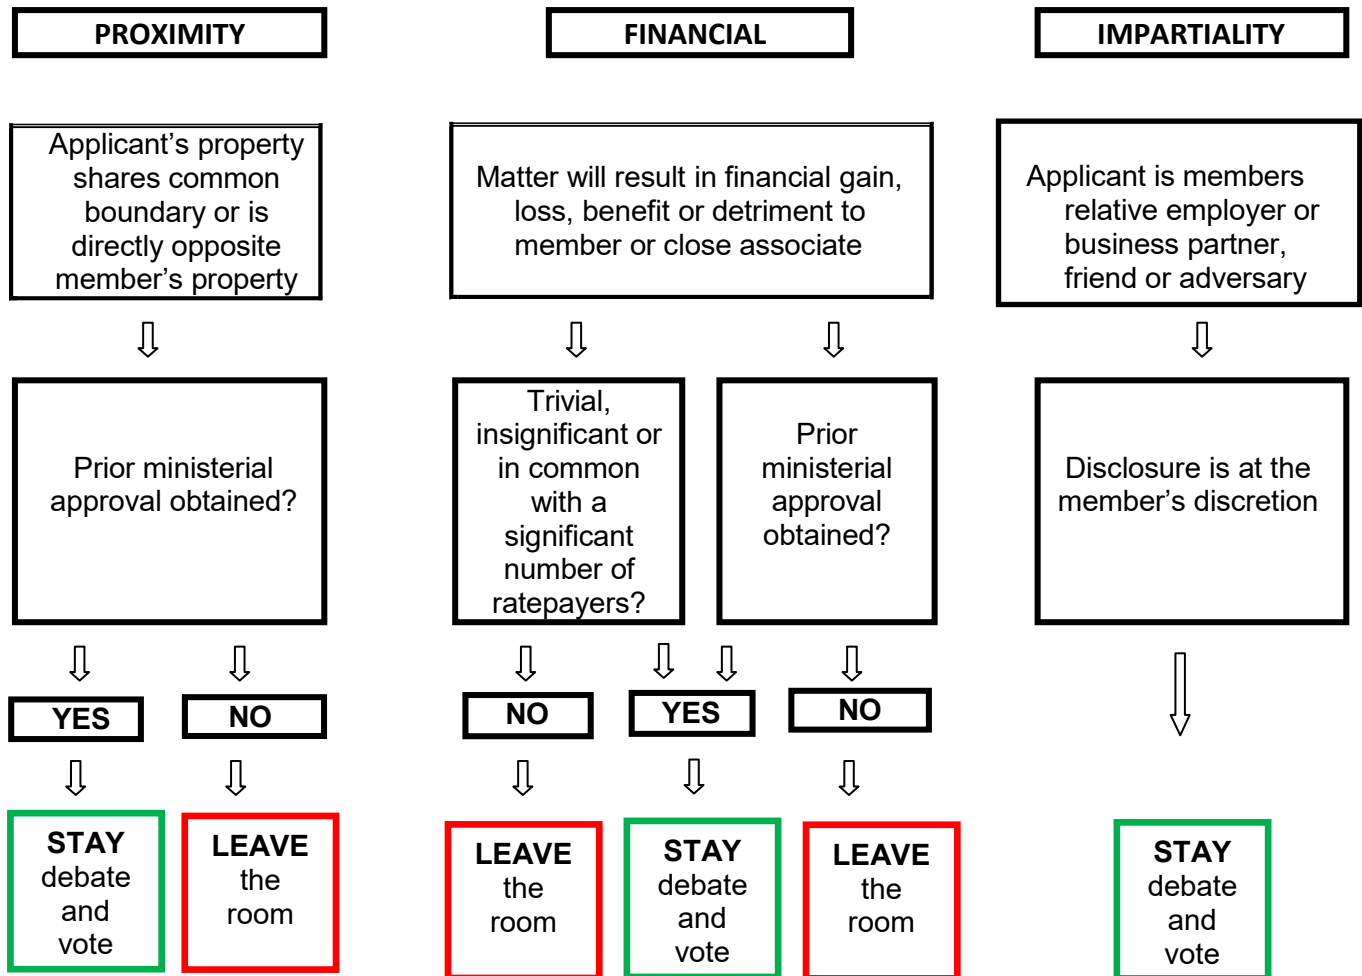 PROXIMITY
FINANCIAL
IMPARTIALITY
Applicant’s property
shares common
boundary or is
directly opposite
member’s property
Matter will result in financial gain,
loss, benefit or detriment to
member or close associate
Applicant is members
relative employer or
business partner,
friend or adversary
Prior ministerial
approval obtained?
Trivial,
insignificant or
in common
with a
significant
number of
ratepayers?
Prior
ministerial
approval
obtained?
Disclosure is at the
member’s discretion
YES
NO
NO
YES
NO
STAY
debate
and
vote
LEAVE
the
room
LEAVE
the
room
STAY
debate
and
vote
LEAVE
the
room
STAY
debate
and
vote